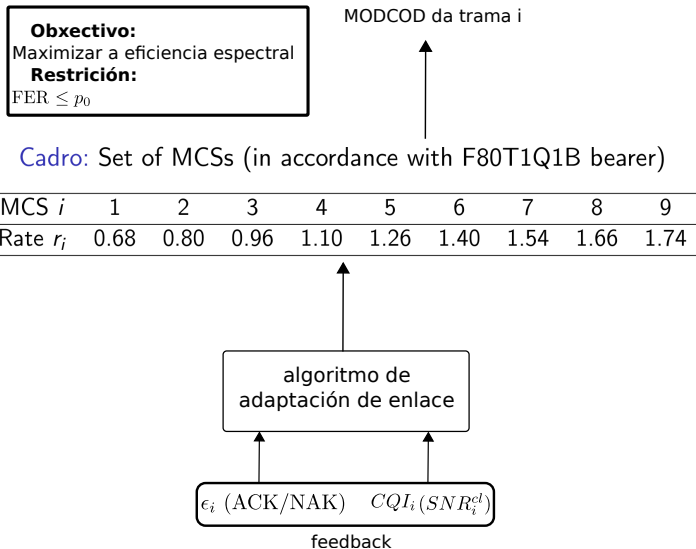 MODCOD da trama i
Obxectivo:
Maximizar a eficiencia espectral
Restrición:
FER ≤ p₀
Cadro: Set of MCSs (in accordance with F80T1Q1B bearer)
MCS i 1 2 3 4 5 6 7 8 9
Rate rᵢ 0.68 0.80 0.96 1.10 1.26 1.40 1.54 1.66 1.74
algoritmo de
adaptación de enlace
ϵᵢ (ACK/NAK) CQIᵢ (SNRᵢᶜˡ)
feedback